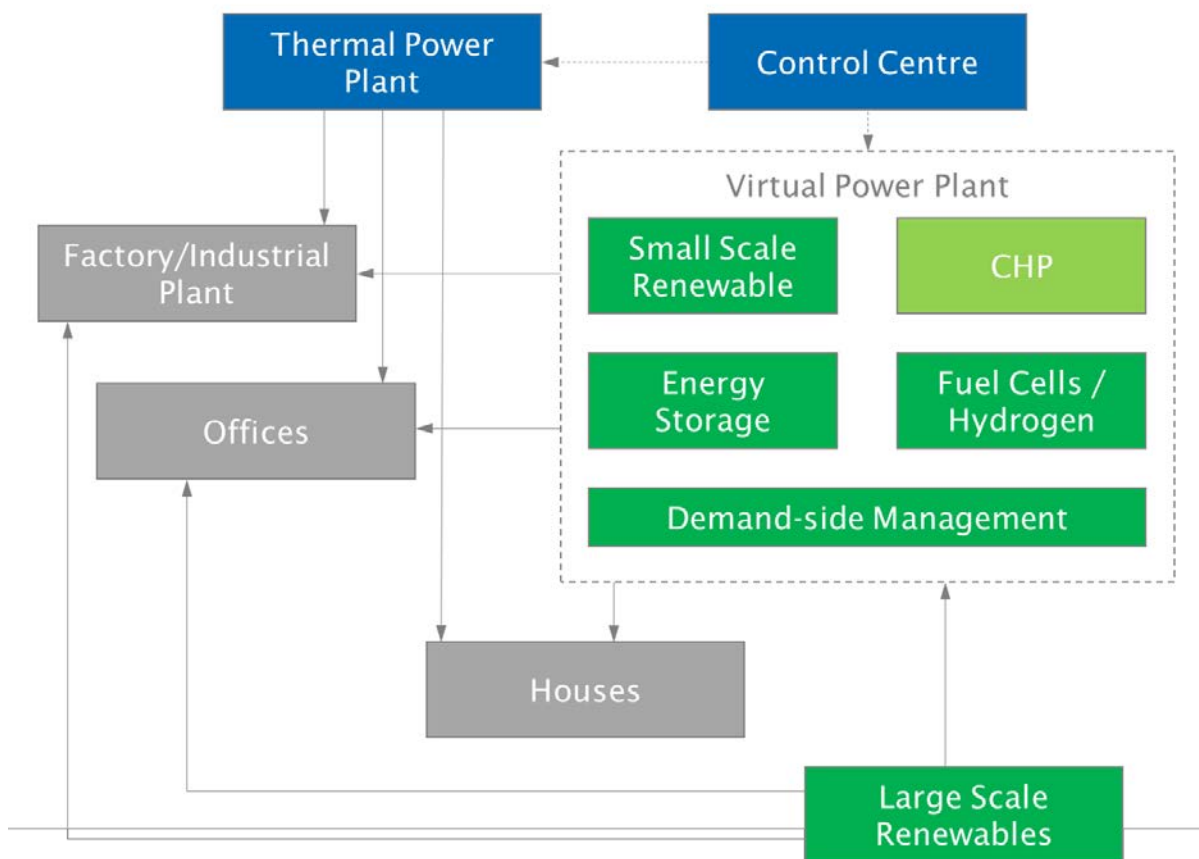 Thermal Power
Plant
Control Centre
Virtual Power Plant
Factory/Industrial
Plant
Small Scale
Renewable
CHP
Offices
Energy
Storage
Fuel Cells /
Hydrogen
Demand-side Management
Houses
Large Scale
Renewables